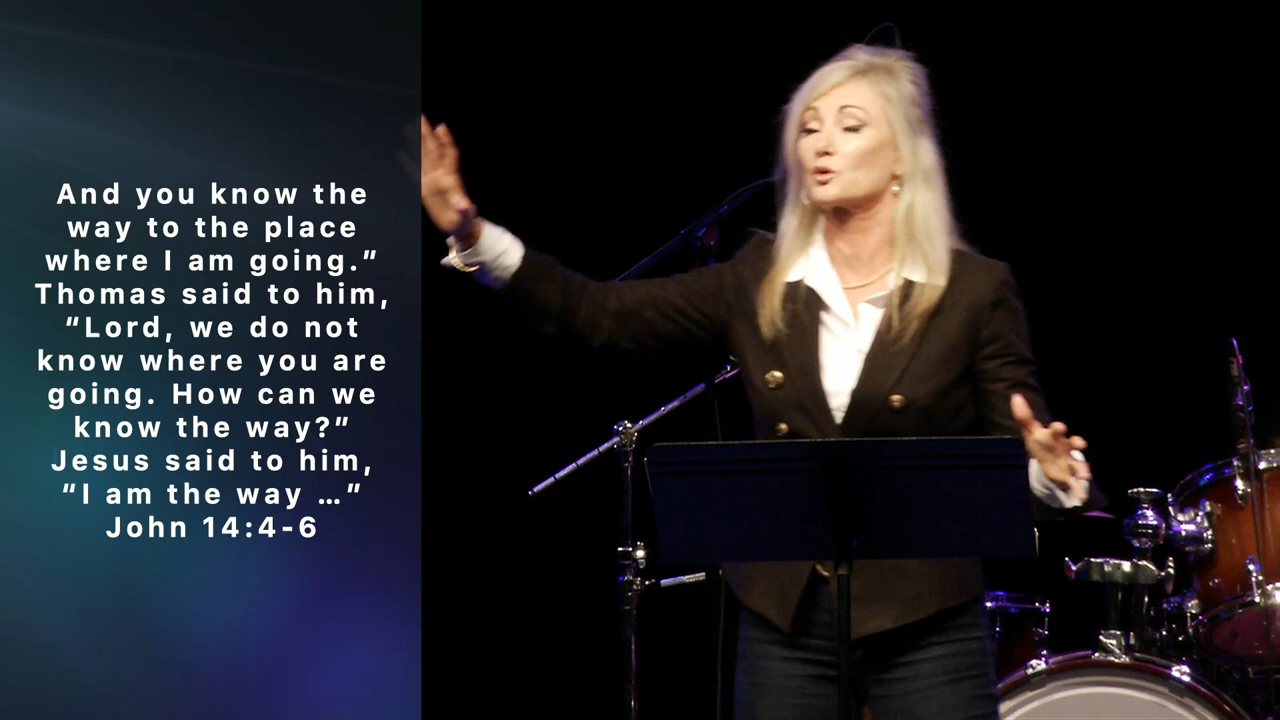 And you know the
way to the place
where I am going.”
Thomas said to him,
“Lord, we do not
know where you are
going. How can we
know the way?”
Jesus said to him,
“I am the way …”
John 14:4-6